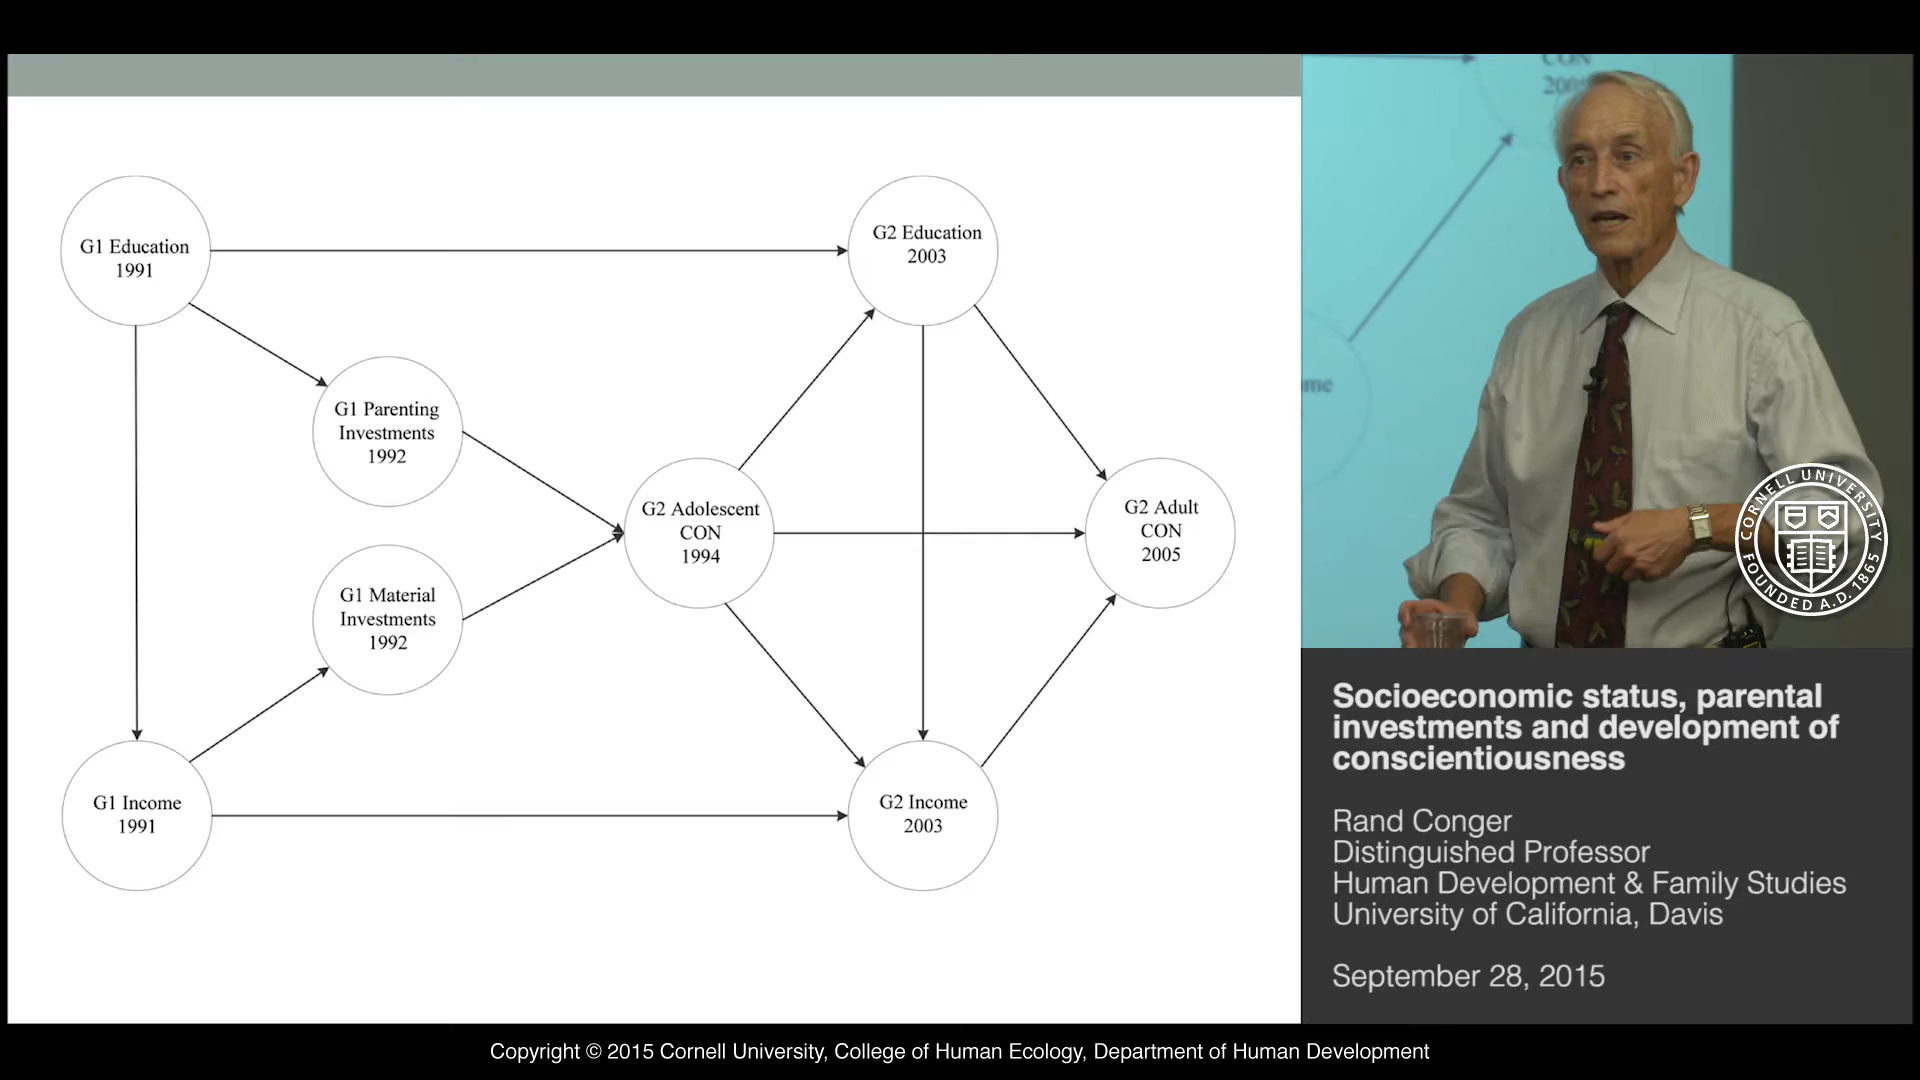 G1 Education
1991
G2 Education
2003
G1 Parenting
Investments
1992
G2 Adolescent
CON
1994
G2 Adult
CON
2005
G1 Material
Investments
1992
G1 Income
1991
G2 Income
2003
CON
CORNELL UNIVERSITY
FOUNDED A.D. 1865
Socioeconomic status, parental
investments and development of
conscientiousness
Rand Conger
Distinguished Professor
Human Development & Family Studies
University of California, Davis
September 28, 2015
Copyright © 2015 Cornell University, College of Human Ecology, Department of Human Development